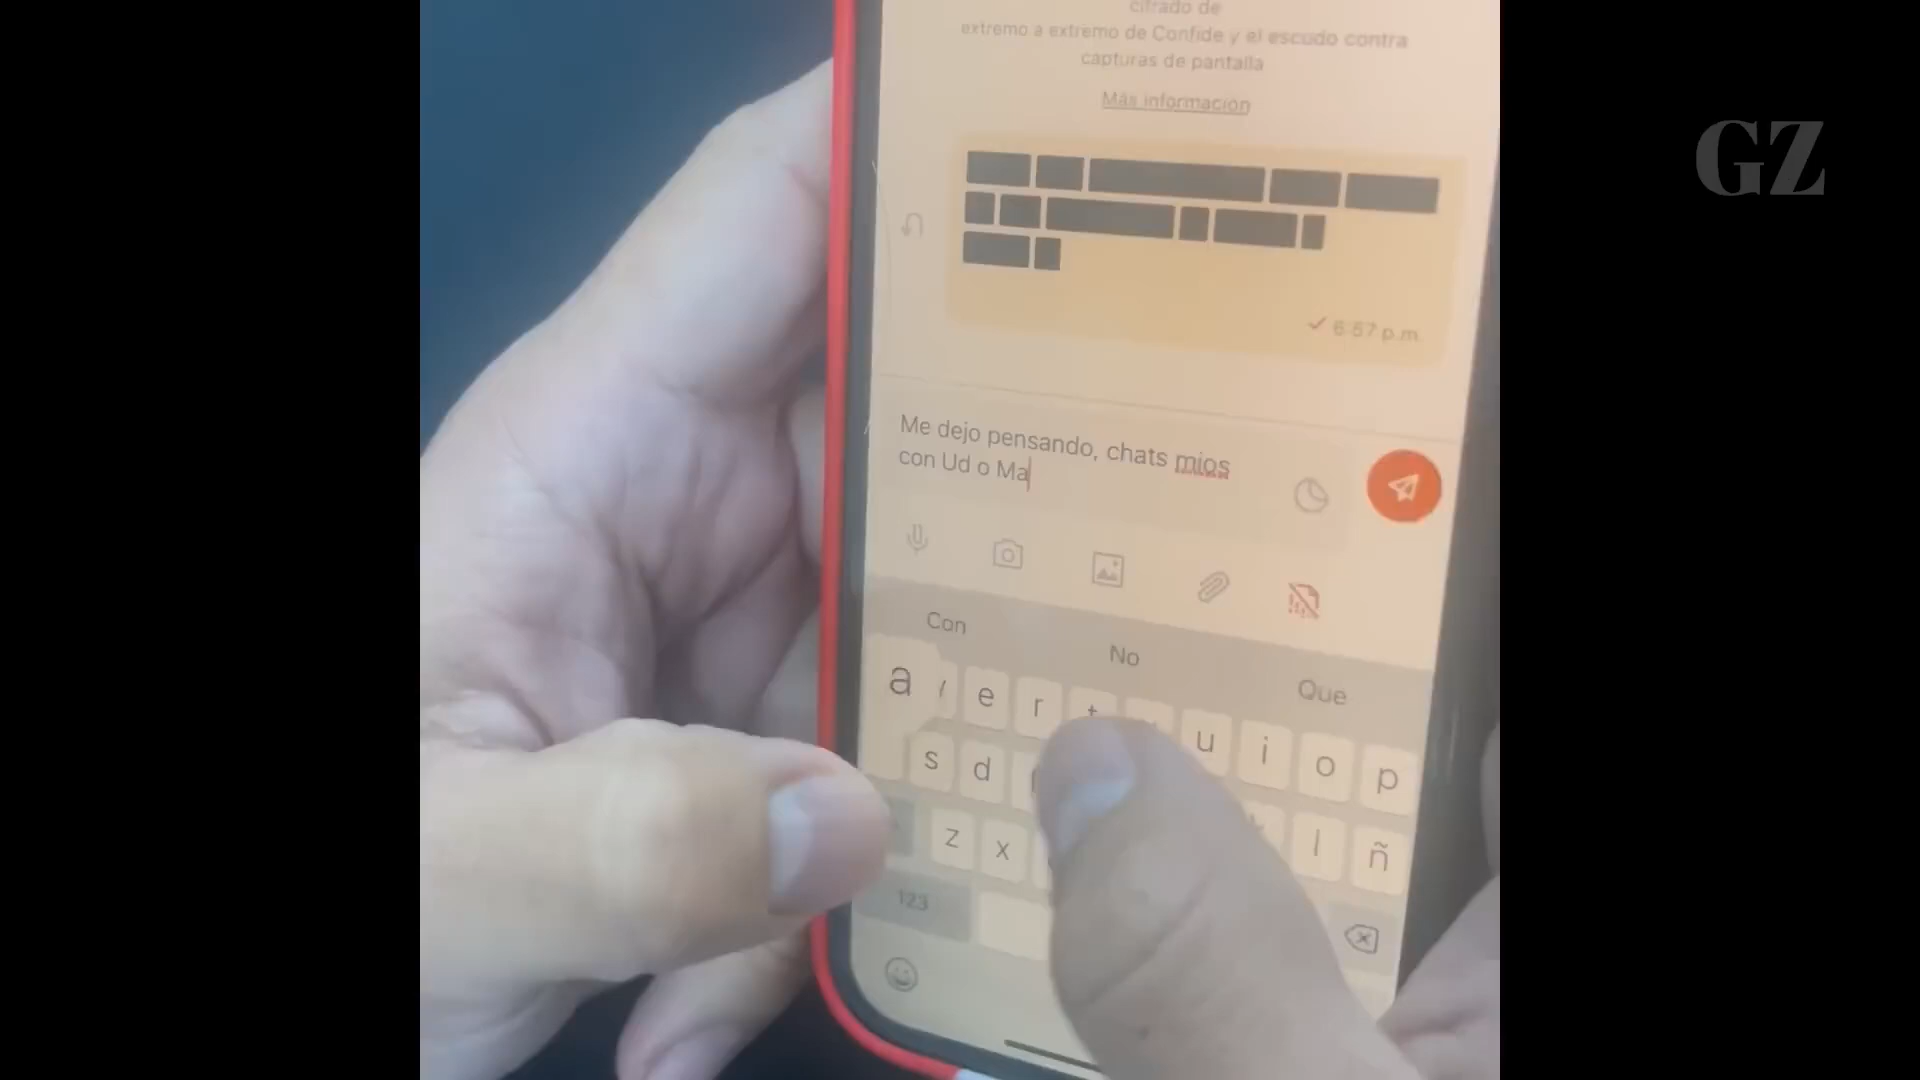 cifrado de
extremo a extremo de Confide y el escudo contra
capturas de pantalla
Más información
6:57 p.m.
Me dejo pensando, chats mios
con Ud o Ma
Con No Que
a e r t u i o p
s d l ñ
z x
123
GZ